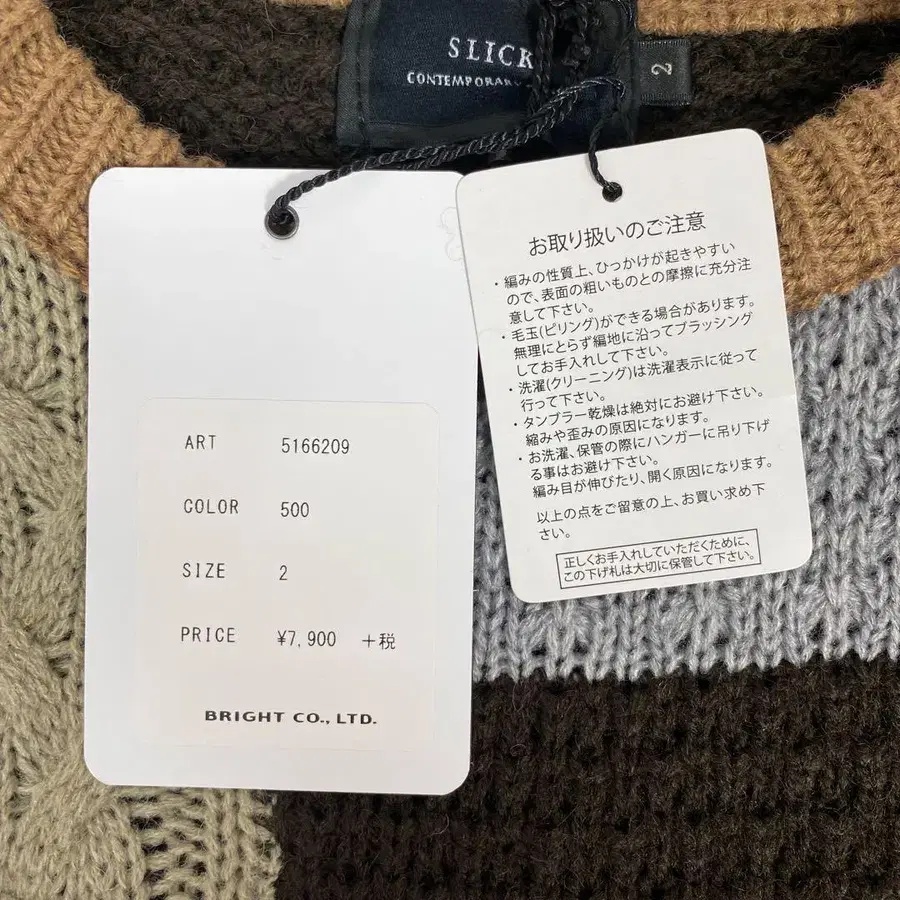 SLICK
CONTEMPORARY
2
ART 5166209
COLOR 500
SIZE 2
PRICE ¥7,900 +税
BRIGHT CO., LTD.
お取り扱いのご注意
・編みの性質上、ひっかけが起きやすい
ので、表面の粗いものとの摩擦に充分注
意して下さい。
・毛玉(ピリング)ができる場合があります。
無理にとらず編地に沿ってブラッシング
してお手入れして下さい。
・洗濯(クリーニング)は洗濯表示に従って
行って下さい。
・タンブラー乾燥は絶対にお避け下さい。
縮みや歪みの原因になります。
・お洗濯、保管の際にハンガーに吊り下げ
る事はお避け下さい。
編み目が伸びたり、開く原因になります。
以上の点をご留意の上、お買い求め下
さい。
正しくお手入れしていただくために、
この下げ札は大切に保管して下さい。